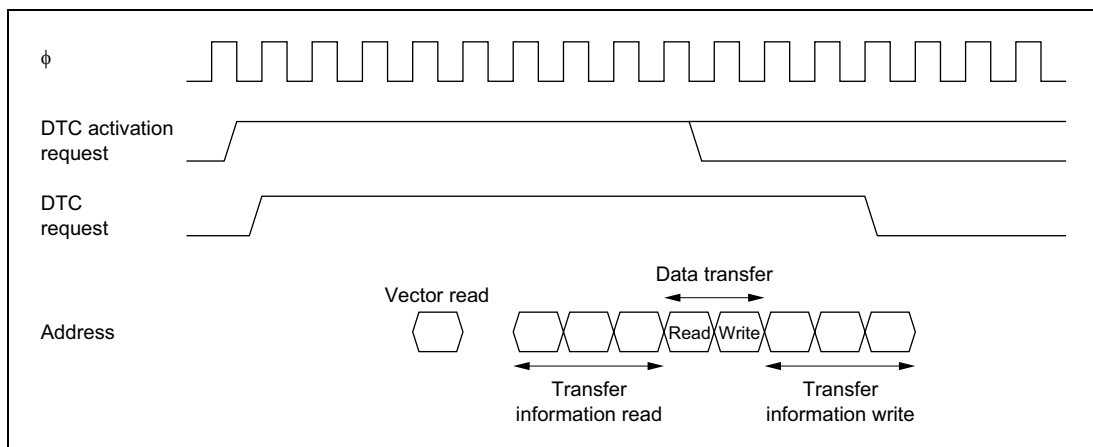 ϕ
DTC activation
request
DTC
request
Data transfer
Vector read
Address
Read
Write
Transfer
information read
Transfer
information write